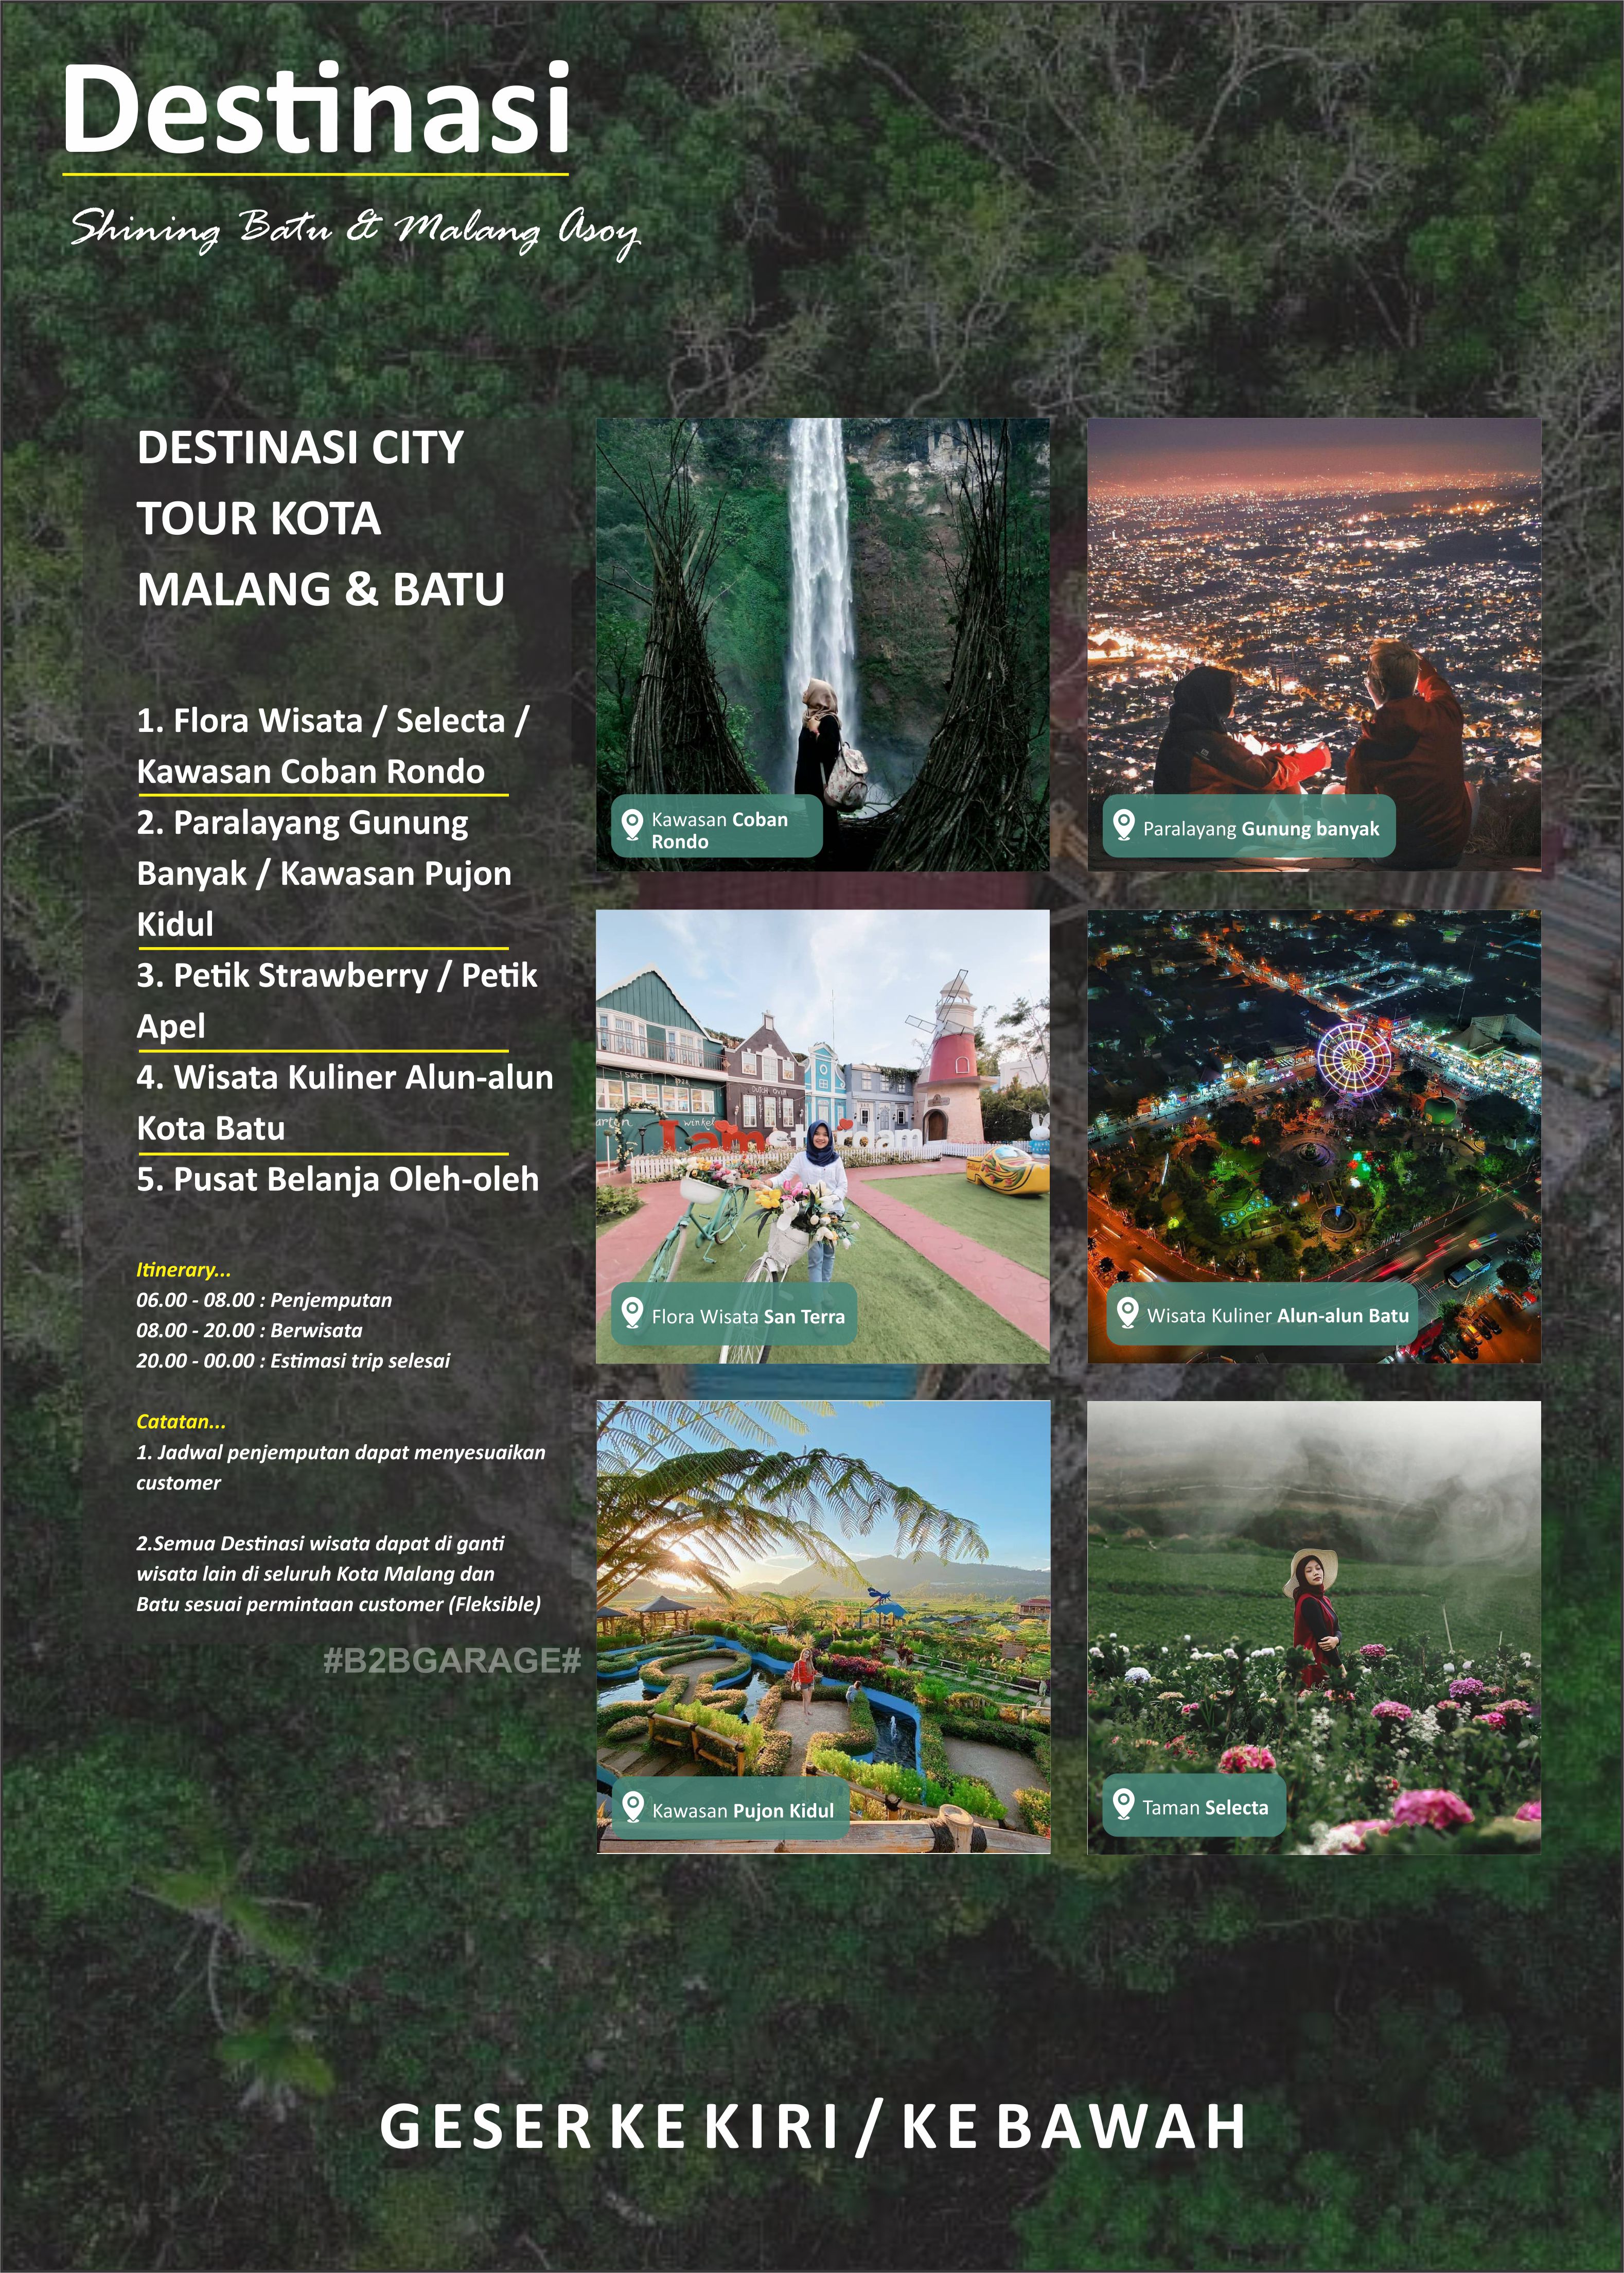 Destinasi
Shining Batu & Malang Asoy
DESTINASI CITY
TOUR KOTA
MALANG & BATU
1. Flora Wisata / Selecta /
Kawasan Coban Rondo
2. Paralayang Gunung
Banyak / Kawasan Pujon
Kidul
3. Petik Strawberry / Petik
Apel
4. Wisata Kuliner Alun-alun
Kota Batu
5. Pusat Belanja Oleh-oleh
Itinerary...
06.00 - 08.00 : Penjemputan
08.00 - 20.00 : Berwisata
20.00 - 00.00 : Estimasi trip selesai
Catatan...
1. Jadwal penjemputan dapat menyesuaikan
customer
2.Semua Destinasi wisata dapat di ganti
wisata lain di seluruh Kota Malang dan
Batu sesuai permintaan customer (Fleksible)
#B2BGARAGE#
Kawasan Coban
Rondo
Paralayang Gunung banyak
SINCE
DUTCH OVEN
winkel
I amsterdam
Flora Wisata San Terra
Wisata Kuliner Alun-alun Batu
Kawasan Pujon Kidul
Taman Selecta
GESER KE KIRI / KE BAWAH